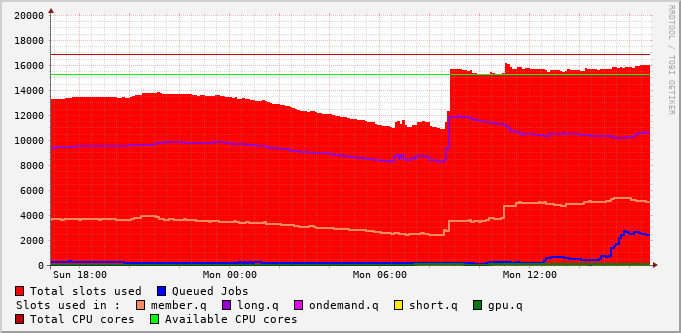 20000
18000
16000
14000
12000
10000
8000
6000
4000
2000
0
Sun 18:00 Mon 00:00 Mon 06:00 Mon 12:00
RRDTOOL / TOBI OETIKER
Total slots used Queued Jobs
Slots used in : member.q long.q ondemand.q short.q gpu.q
Total CPU cores Available CPU cores